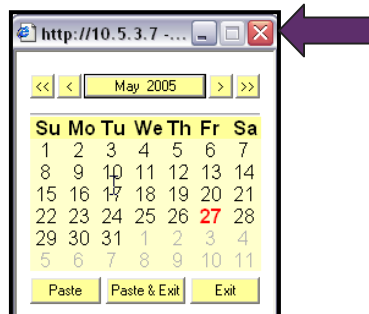 http://10.5.3.7 -...
<< < May 2005 > >>
Su Mo Tu We Th Fr Sa
1 2 3 4 5 6 7
8 9 10 11 12 13 14
15 16 17 18 19 20 21
22 23 24 25 26 27 28
29 30 31 1 2 3 4
5 6 7 8 9 10 11
Paste Paste & Exit Exit